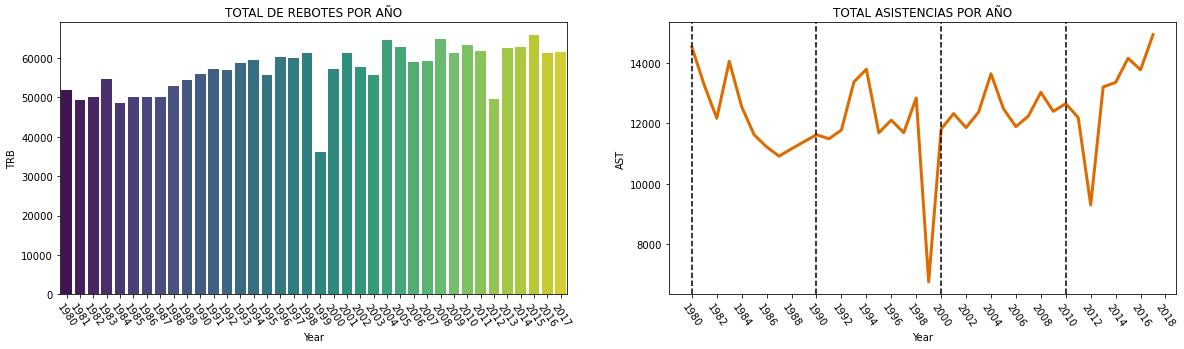 TOTAL DE REBOTES POR AÑO
TRB
60000
50000
40000
30000
20000
10000
0
1980 1981 1982 1983 1984 1985 1986 1987 1988 1989 1990 1991 1992 1993 1994 1995 1996 1997 1998 1999 2000 2001 2002 2003 2004 2005 2006 2007 2008 2009 2010 2011 2012 2013 2014 2015 2016 2017
Year
TOTAL ASISTENCIAS POR AÑO
AST
14000
12000
10000
8000
1980 1982 1984 1986 1988 1990 1992 1994 1996 1998 2000 2002 2004 2006 2008 2010 2012 2014 2016 2018
Year